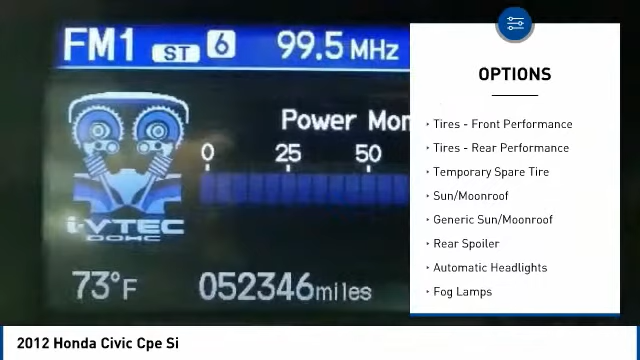 FM1 ST 6 99.5 MHz
Power Mon
0 25 50
i-VTEC
DOHC
73°F 052346miles
OPTIONS
Tires - Front Performance
Tires - Rear Performance
Temporary Spare Tire
Sun/Moonroof
Generic Sun/Moonroof
Rear Spoiler
Automatic Headlights
Fog Lamps
2012 Honda Civic Cpe Si